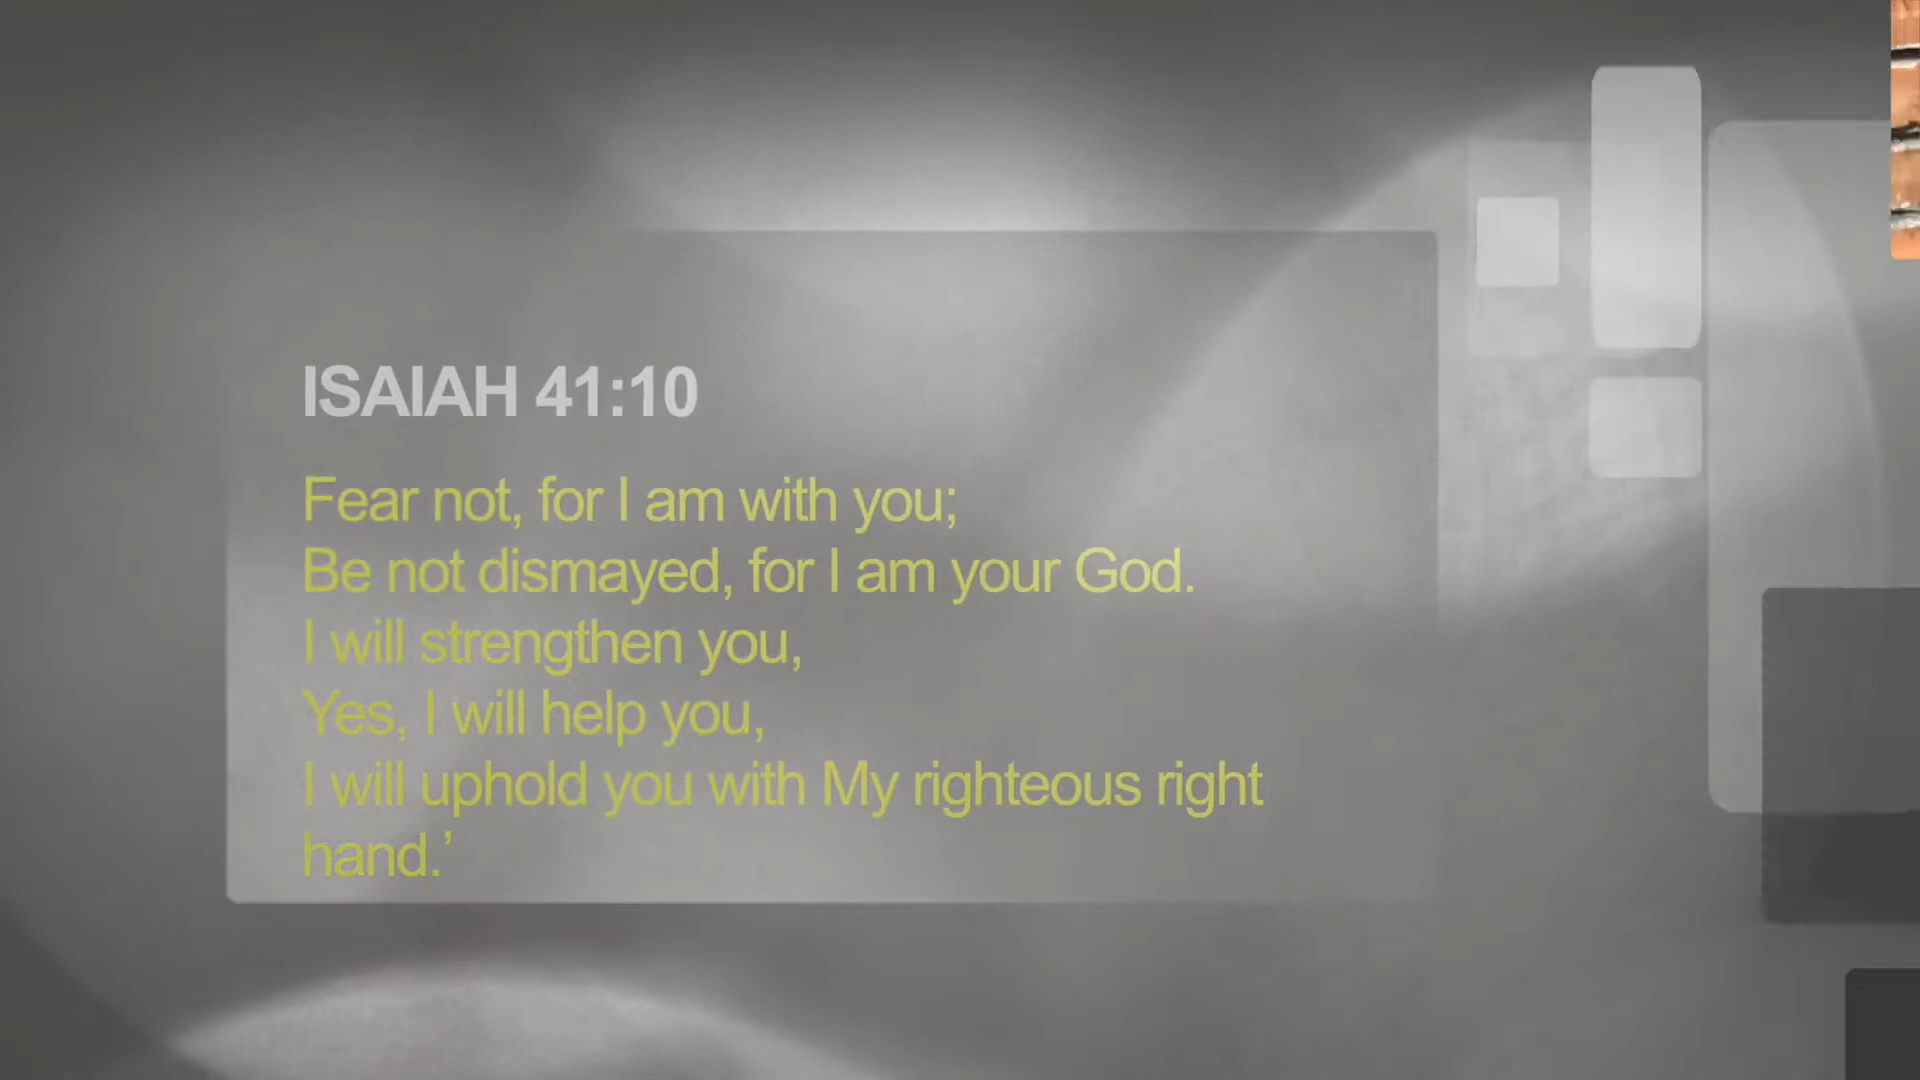 ISAIAH 41:10
Fear not, for I am with you;
Be not dismayed, for I am your God.
I will strengthen you,
Yes, I will help you,
I will uphold you with My righteous right
hand.’